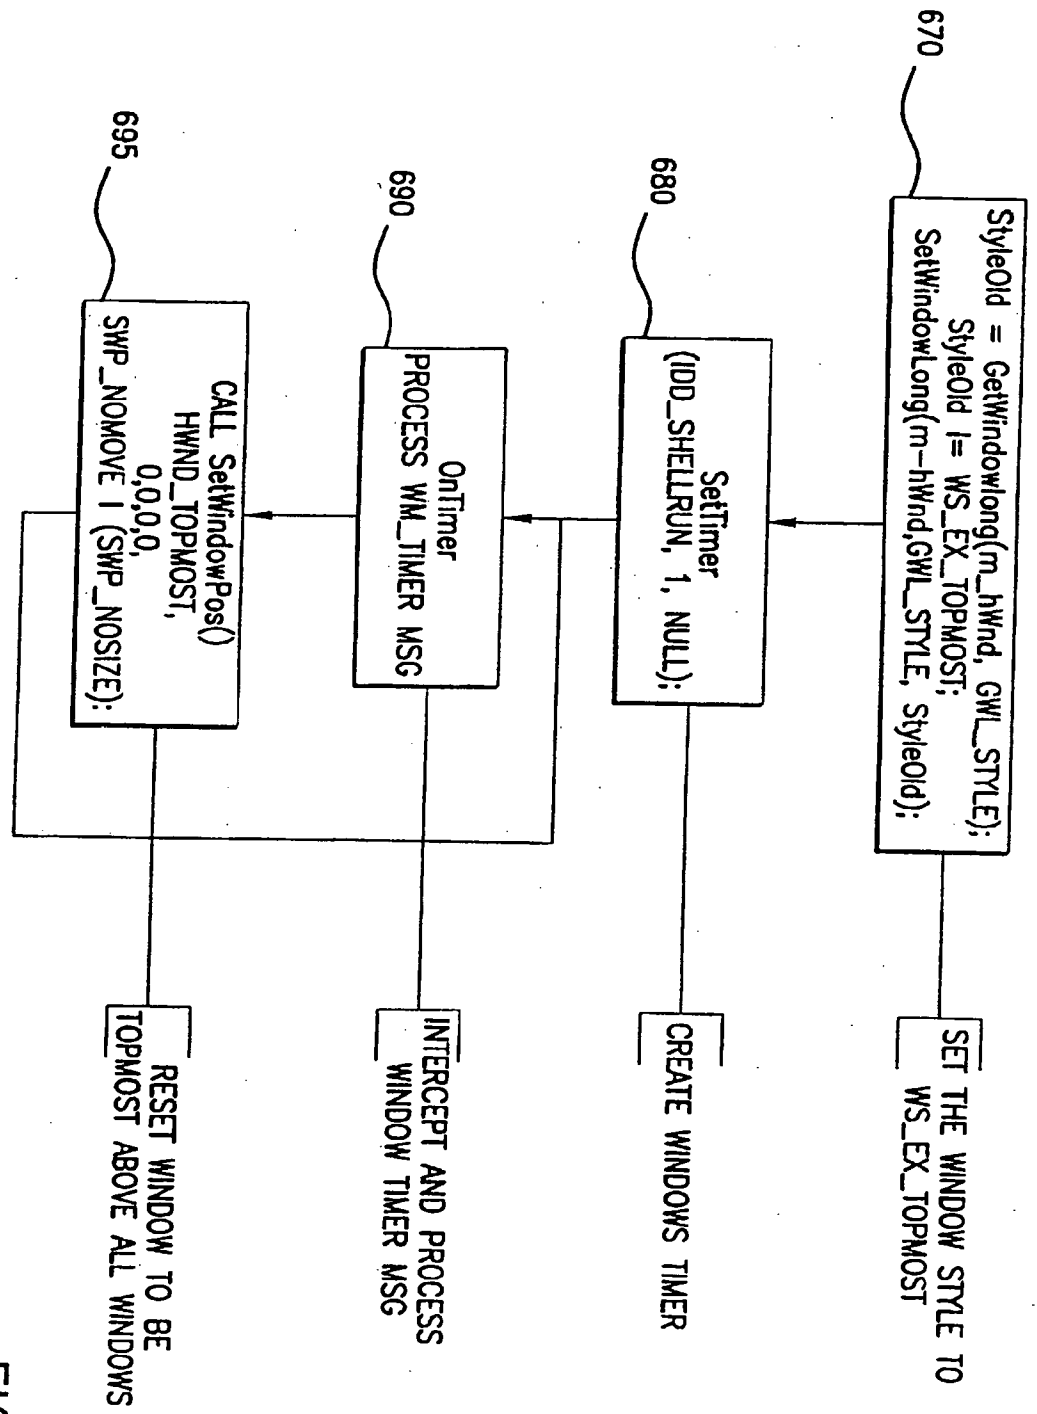 670
StyleOld = GetWindowlong(m_hWnd, GWL_STYLE);
StyleOld |= WS_EX_TOPMOST;
SetWindowLong(m-hWnd,GWL_STYLE, StyleOld);
SET THE WINDOW STYLE TO
WS_EX_TOPMOST
680
SetTimer
(IDD_SHELLRUN, 1, NULL);
CREATE WINDOWS TIMER
690
OnTimer
PROCESS WM_TIMER MSG
INTERCEPT AND PROCESS
WINDOW TIMER MSG
695
CALL SetWindowPos()
HWND_TOPMOST,
0,0,0,0,
SWP_NOMOVE | (SWP_NOSIZE);
RESET WINDOW TO BE
TOPMOST ABOVE ALL WINDOWS